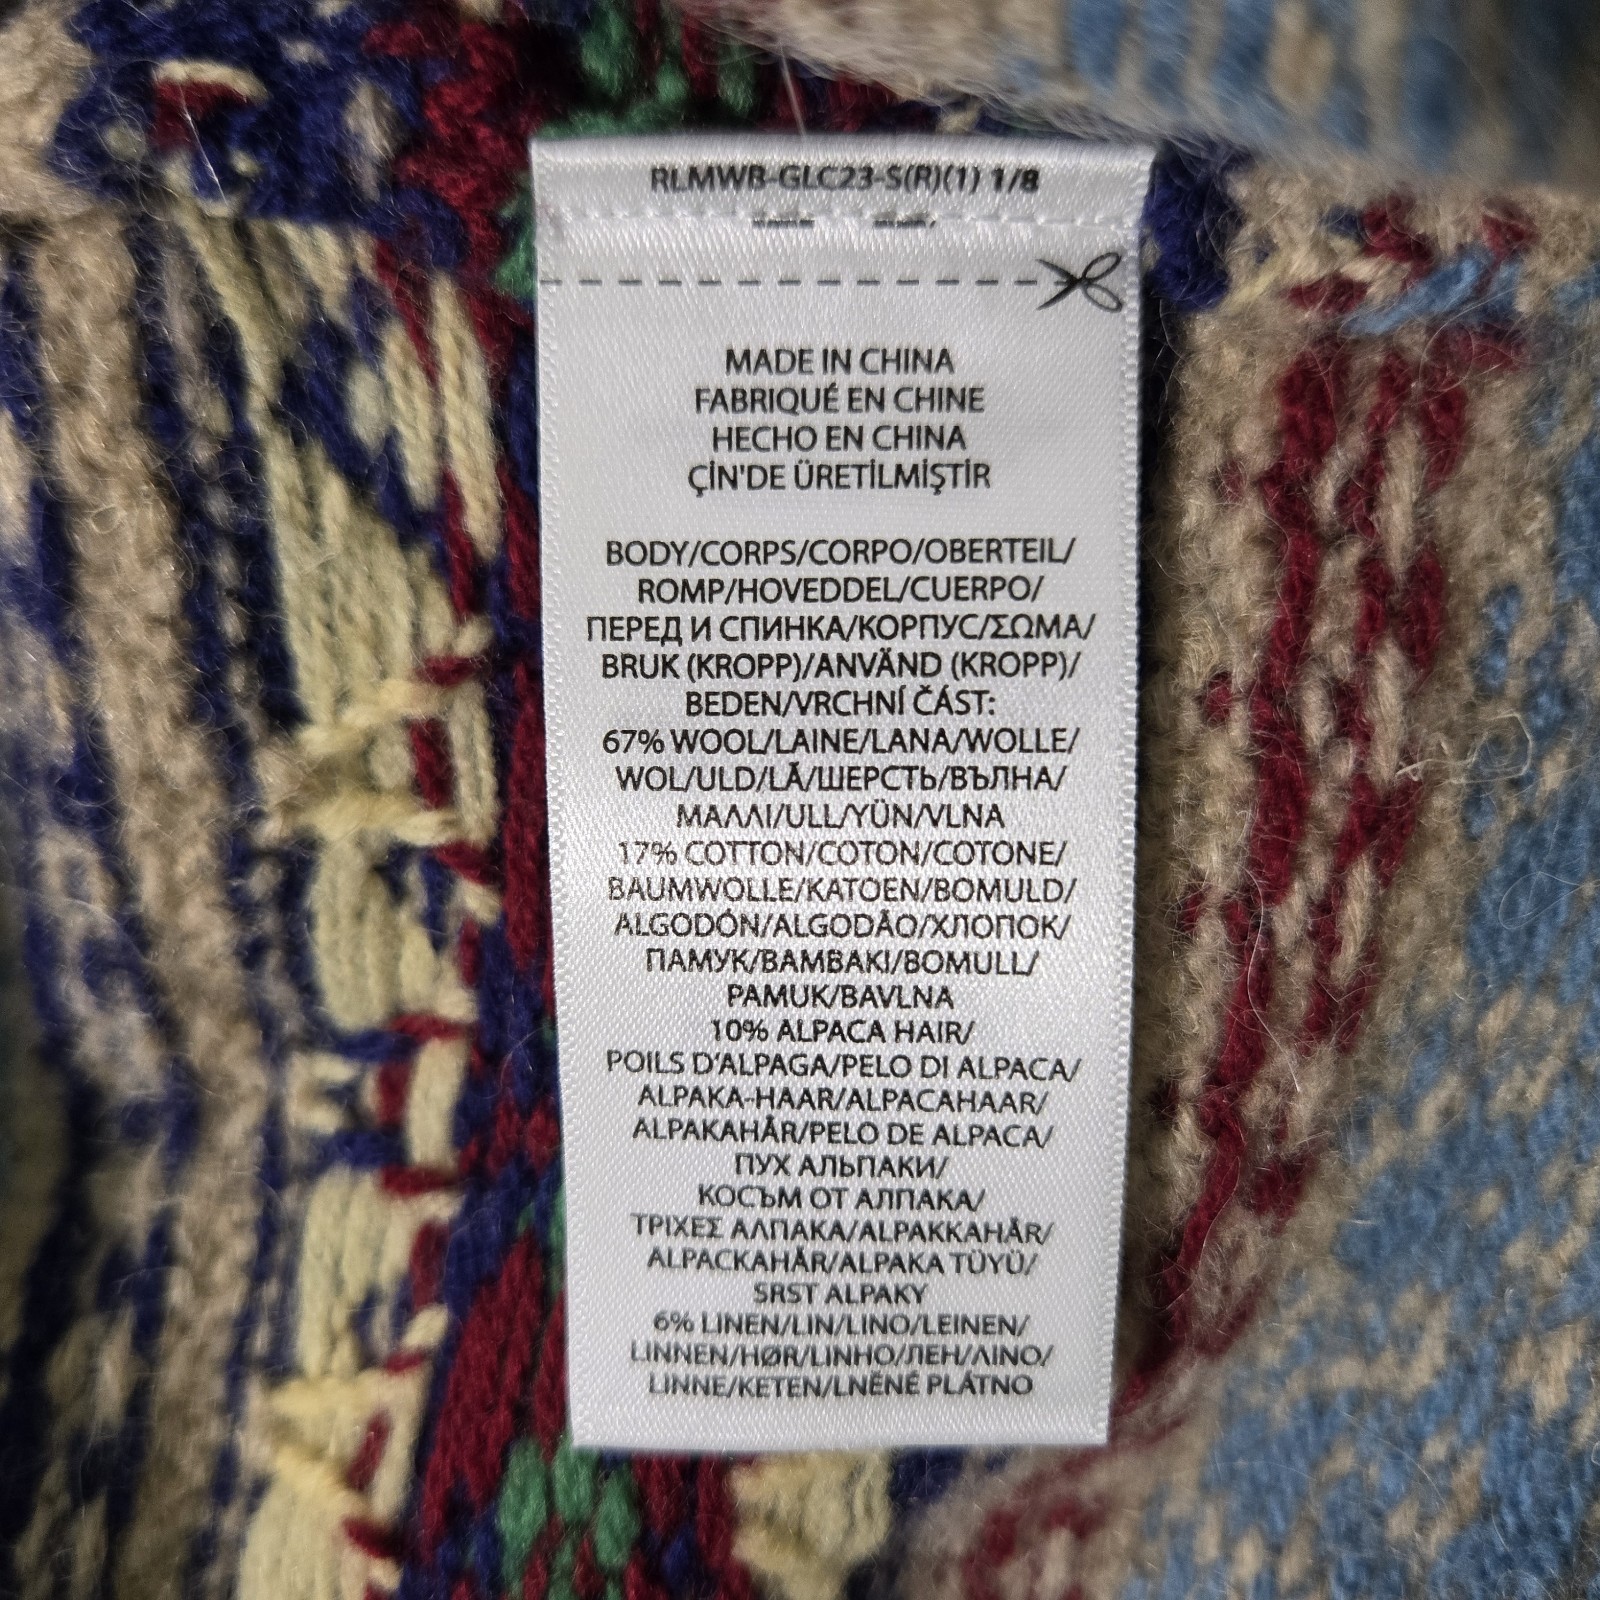 RLMWB-GLC23-S(R)(1) 1/8
MADE IN CHINA
FABRIQUÉ EN CHINE
HECHO EN CHINA
ÇİN'DE ÜRETİLMİŞTİR
BODY/CORPS/CORPO/OBERTEIL/
ROMP/HOVEDDEL/CUERPO/
ПЕРЕД И СПИНКА/КОРПУС/ΣΩΜΑ/
BRUK (KROPP)/ANVÄND (KROPP)/
BEDEN/VRCHNÍ ČÁST:
67% WOOL/LAINE/LANA/WOLLE/
WOL/ULD/LÃ/ШЕРСТЬ/ВЪЛНА/
ΜΑΛΛΙ/ULL/YÜN/VLNA
17% COTTON/COTON/COTONE/
BAUMWOLLE/KATOEN/BOMULD/
ALGODÓN/ALGODÃO/ХЛОПОК/
ПАМУК/ΒΑΜΒΑΚΙ/BOMULL/
PAMUK/BAVLNA
10% ALPACA HAIR/
POILS D'ALPAGA/PELO DI ALPACA/
ALPAKA-HAAR/ALPACAHAAR/
ALPAKAHÅR/PELO DE ALPACA/
ПУХ АЛЬПАКИ/
КОСЪМ ОТ АЛПАКА/
ΤΡΙΧΕΣ ΑΛΠΑΚΑ/ALPAKKAHÅR/
ALPACKAHÅR/ALPAKA TÜYÜ/
SRST ALPAKY
6% LINEN/LIN/LINO/LEINEN/
LINNEN/HØR/LINHO/ЛЕН/ΛΙΝΟ/
LINNE/KETEN/LNĚNÉ PLÁTNO